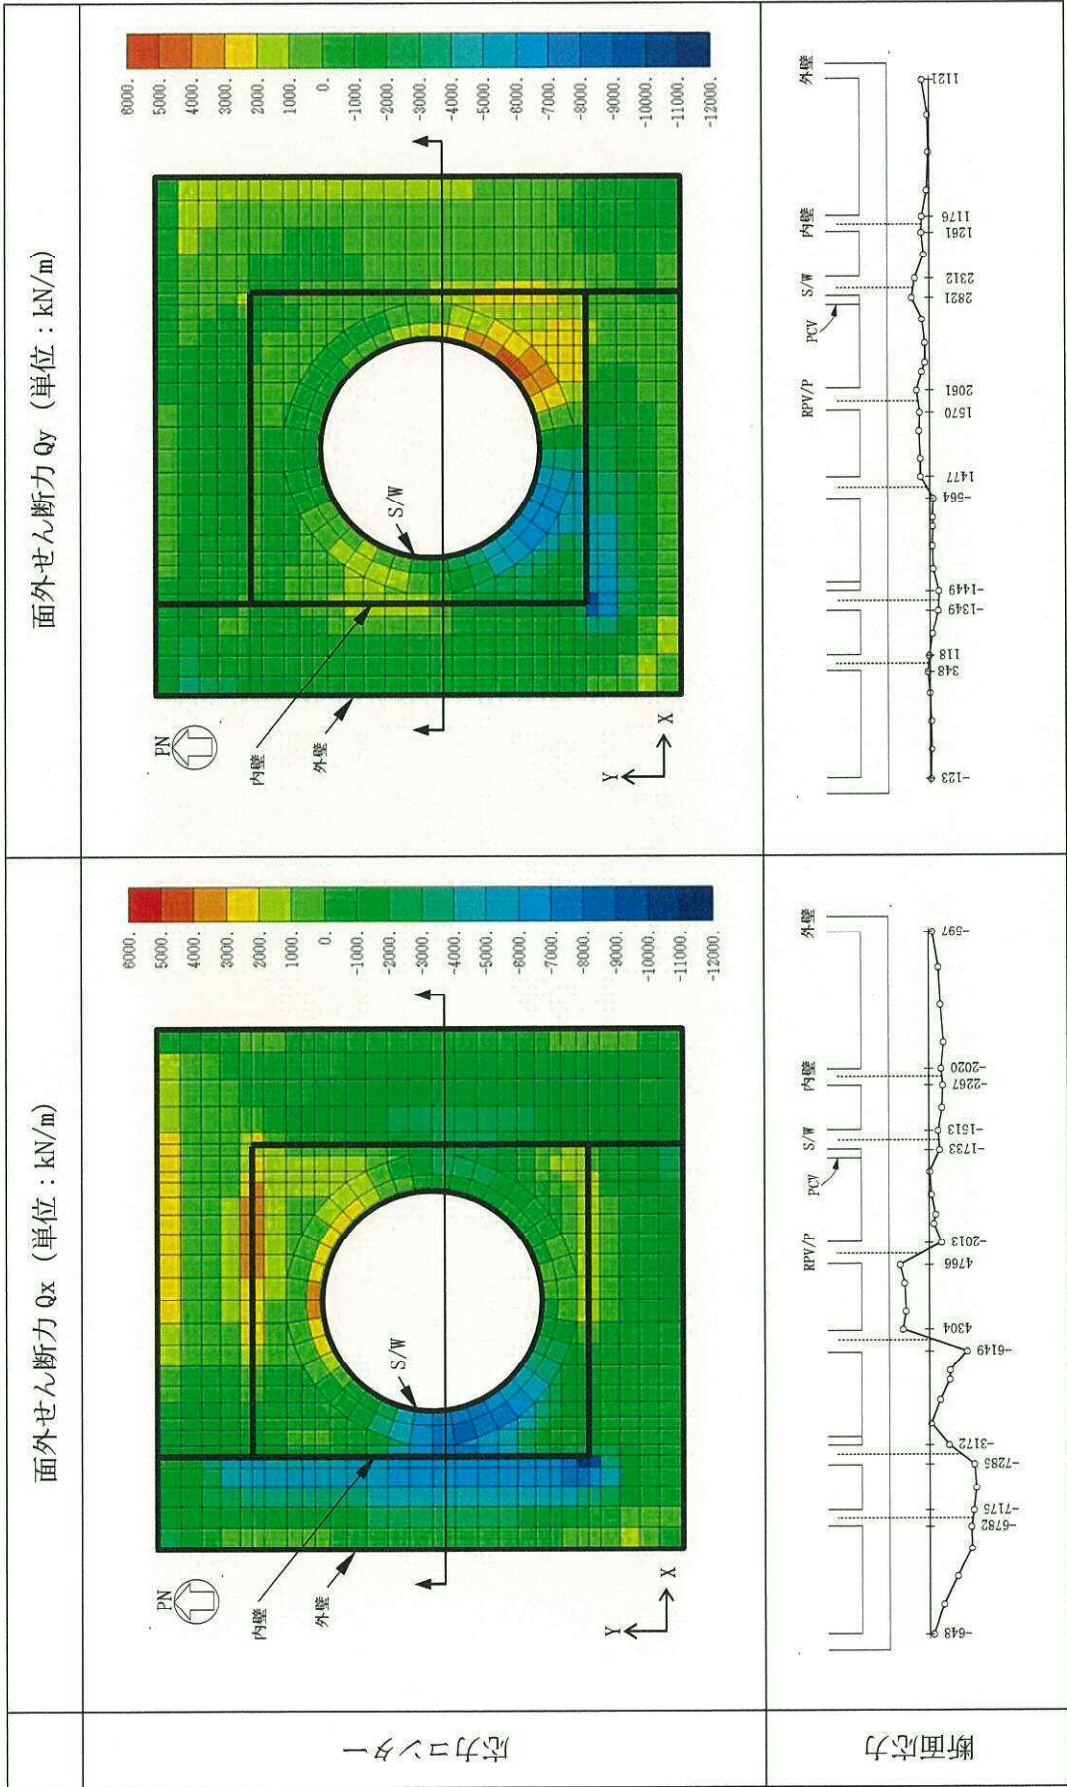 面外せん断力 Qx (単位：kN/m)
面外せん断力 Qy (単位：kN/m)
応力コンター
PN
内壁
外壁
S/W
Y
X
6000.
5000.
4000.
3000.
2000.
1000.
0.
-1000.
-2000.
-3000.
-4000.
-5000.
-6000.
-7000.
-8000.
-9000.
-10000.
-11000.
-12000.
PN
内壁
外壁
S/W
Y
X
6000.
5000.
4000.
3000.
2000.
1000.
0.
-1000.
-2000.
-3000.
-4000.
-5000.
-6000.
-7000.
-8000.
-9000.
-10000.
-11000.
-12000.
断面応力
RPV/P
PCV
S/W
内壁
外壁
-648
-6782
-7175
-7285
-3172
-6149
4304
4766
-2013
-1733
-1513
-2267
-2020
-597
RPV/P
PCV
S/W
内壁
外壁
-123
348
118
-1349
-1449
-564
1477
1570
2061
2821
2312
1261
1176
1121